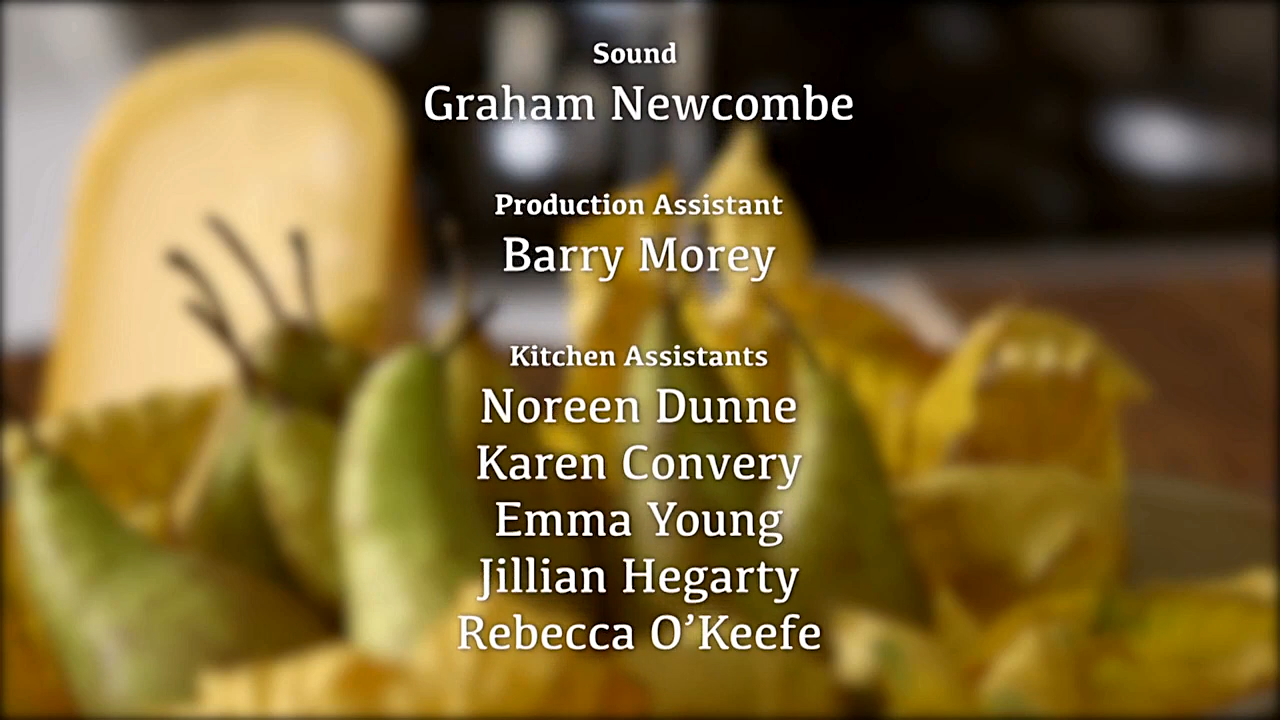 Sound
Graham Newcombe
Production Assistant
Barry Morey
Kitchen Assistants
Noreen Dunne
Karen Convery
Emma Young
Jillian Hegarty
Rebecca O’Keefe